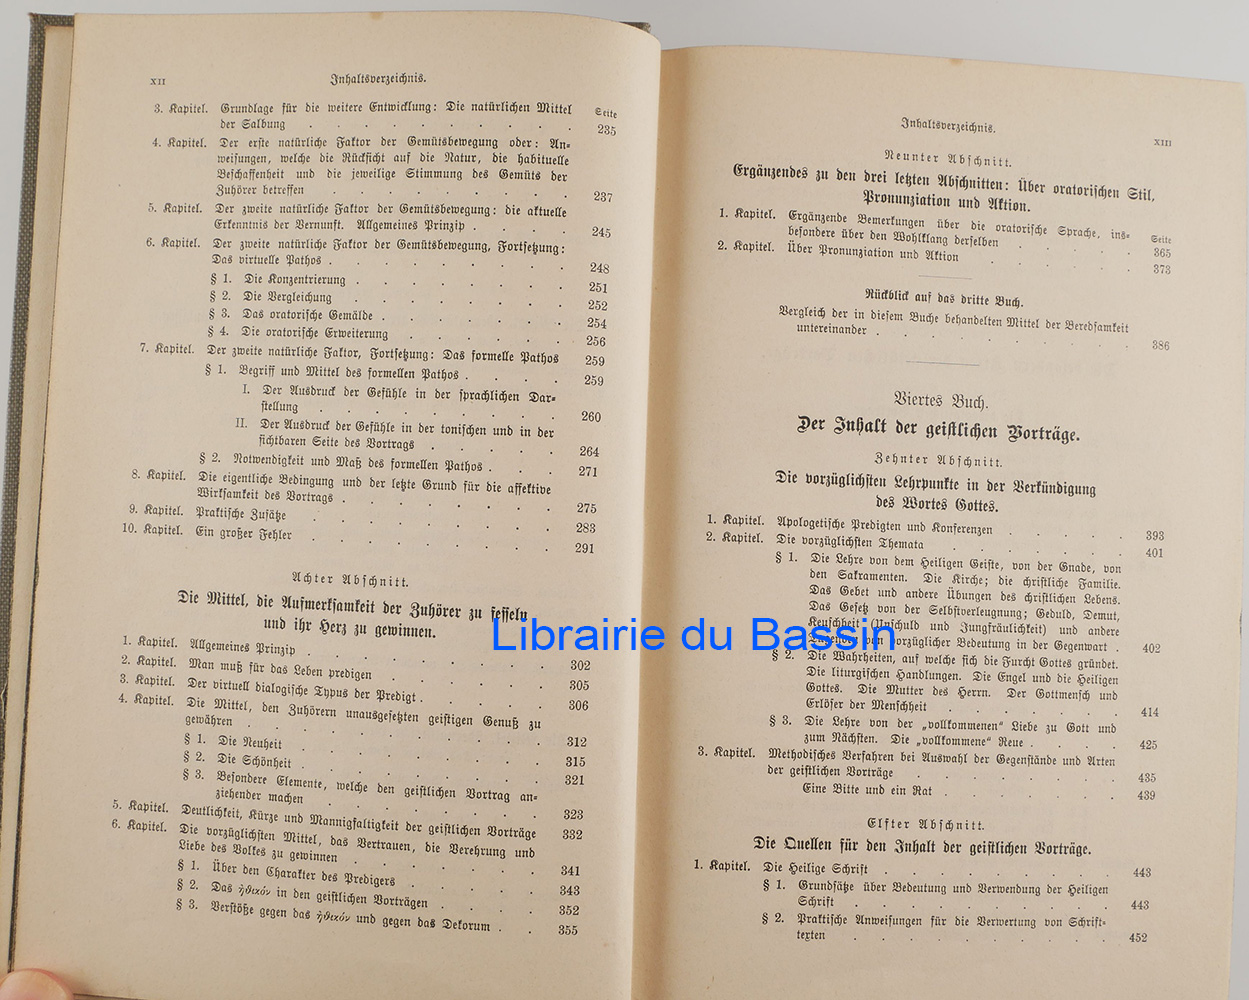 XII
Inhaltsverzeichnis.
Seite
3. Kapitel. Grundlage für die weitere Entwicklung: Die natürlichen Mittel
der Salbung . . . . . . . . . 235
4. Kapitel. Der erste natürliche Faktor der Gemütsbewegung oder: An=
weisungen, welche die Rücksicht auf die Natur, die habituelle
Beschaffenheit und die jeweilige Stimmung des Gemüts der
Zuhörer betreffen . . . . . . . . 237
5. Kapitel. Der zweite natürliche Faktor der Gemütsbewegung: die aktuelle
Erkenntnis der Vernunft. Allgemeines Prinzip . . . . 245
6. Kapitel. Der zweite natürliche Faktor der Gemütsbewegung, Fortsetzung:
Das virtuelle Pathos . . . . . . . . 248
§ 1. Die Konzentrierung . . . . . . . 251
§ 2. Die Vergleichung . . . . . . . 252
§ 3. Das oratorische Gemälde . . . . . . 254
§ 4. Die oratorische Erweiterung . . . . . 256
7. Kapitel. Der zweite natürliche Faktor, Fortsetzung: Das formelle Pathos 259
§ 1. Begriff und Mittel des formellen Pathos . . . . 259
I. Der Ausdruck der Gefühle in der sprachlichen Dar=
stellung . . . . . . . 260
II. Der Ausdruck der Gefühle in der tonischen und in der
sichtbaren Seite des Vortrags . . . . 264
§ 2. Notwendigkeit und Maß des formellen Pathos . . . 271
8. Kapitel. Die eigentliche Bedingung und der letzte Grund für die affektive
Wirksamkeit des Vortrags . . . . . . . 275
9. Kapitel. Praktische Zusätze . . . . . . . 283
10. Kapitel. Ein großer Fehler . . . . . . . 291
Achter Abschnitt.
Die Mittel, die Aufmerksamkeit der Zuhörer zu fesseln
und ihr Herz zu gewinnen.
1. Kapitel. Allgemeines Prinzip . . . . . . . 302
2. Kapitel. Man muß für das Leben predigen . . . . . 305
3. Kapitel. Der virtuell dialogische Typus der Predigt . . . . 306
4. Kapitel. Die Mittel, den Zuhörern unausgesetzten geistigen Genuß zu
gewähren . . . . . . . . 312
§ 1. Die Neuheit . . . . . . . 315
§ 2. Die Schönheit . . . . . . . 321
§ 3. Besondere Elemente, welche den geistlichen Vortrag an=
ziehender machen . . . . . . 323
5. Kapitel. Deutlichkeit, Kürze und Mannigfaltigkeit der geistlichen Vorträge 332
6. Kapitel. Die vorzüglichsten Mittel, das Vertrauen, die Verehrung und
Liebe des Volkes zu gewinnen . . . . . 341
§ 1. Über den Charakter des Predigers . . . . 343
§ 2. Das ἠθικόν in den geistlichen Vorträgen . . . 352
§ 3. Verstöße gegen das ἠθικόν und gegen das Dekorum . . 355
Inhaltsverzeichnis.
XIII
Neunter Abschnitt.
Ergänzendes zu den drei letzten Abschnitten: Über oratorischen Stil,
Pronunziation und Aktion.
Seite
1. Kapitel. Ergänzende Bemerkungen über die oratorische Sprache, ins=
besondere über den Wohlklang derselben . . . . 365
2. Kapitel. Über Pronunziation und Aktion . . . . . 373
Rückblick auf das dritte Buch.
Vergleich der in diesem Buche behandelten Mittel der Beredsamkeit
untereinander . . . . . . . . 386
Viertes Buch.
Der Inhalt der geistlichen Vorträge.
Zehnter Abschnitt.
Die vorzüglichsten Lehrpunkte in der Verkündigung
des Wortes Gottes.
1. Kapitel. Apologetische Predigten und Konferenzen . . . . 393
2. Kapitel. Die vorzüglichsten Themata . . . . . . 401
§ 1. Die Lehre von dem Heiligen Geiste, von der Gnade, von
den Sakramenten. Die Kirche; die christliche Familie.
Das Gebet und andere Übungen des christlichen Lebens.
Das Gesetz von der Selbstverleugnung; Geduld, Demut,
Keuschheit (Unschuld und Jungfräulichkeit) und andere
Tugenden von vorzüglicher Bedeutung in der Gegenwart . 402
§ 2. Die Wahrheiten, auf welche sich die Furcht Gottes gründet.
Die liturgischen Handlungen. Die Engel und die Heiligen
Gottes. Die Mutter des Herrn. Der Gottmensch und
Erlöser der Menschheit . . . . . . 414
§ 3. Die Lehre von der „vollkommenen“ Liebe zu Gott und
zum Nächsten. Die „vollkommene“ Reue . . . . 425
3. Kapitel. Methodisches Verfahren bei Auswahl der Gegenstände und Arten
der geistlichen Vorträge . . . . . . . 435
Eine Bitte und ein Rat . . . . . . 439
Elfter Abschnitt.
Die Quellen für den Inhalt der geistlichen Vorträge.
1. Kapitel. Die Heilige Schrift . . . . . . . 443
§ 1. Grundsätze über Bedeutung und Verwendung der Heiligen
Schrift . . . . . . . . 443
§ 2. Praktische Anweisungen für die Verwertung von Schrift=
texten . . . . . . . . 452
Librairie du Bassin